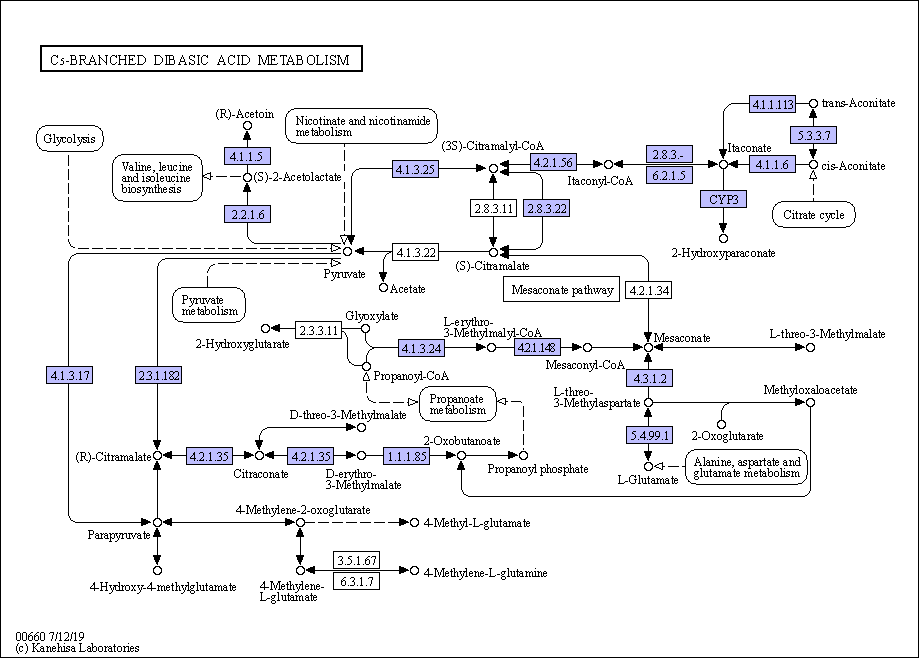 C5-BRANCHED DIBASIC ACID METABOLISM
(R)-Acetoin
Nicotinate and nicotinamide
metabolism
Glycolysis
4.1.1.5
Valine, leucine
and isoleucine
biosynthesis
(S)-2-Acetolactate
2.2.1.6
(3S)-Citramalyl-CoA
4.1.3.25
4.2.1.56
Itaconyl-CoA
2.8.3.-
6.2.1.5
Itaconate
4.1.1.113
trans-Aconitate
5.3.3.7
4.1.1.6
cis-Aconitate
2.8.3.11
2.8.3.22
CYP3
Citrate cycle
2-Hydroxyparaconate
4.1.3.22
Pyruvate
(S)-Citramalate
Acetate
Mesaconate pathway
4.2.1.34
Pyruvate
metabolism
Glyoxylate
2.3.3.11
2-Hydroxyglutarate
L-erythro-
3-Methylmalyl-CoA
4.1.3.24
4.2.1.148
Mesaconyl-CoA
Mesaconate
L-threo-3-Methylmalate
Propanoyl-CoA
4.1.3.17
2.3.1.182
4.3.1.2
Propanoate
metabolism
L-threo-
3-Methylaspartate
Methyloxaloacetate
D-threo-3-Methylmalate
2-Oxoglutarate
5.4.99.1
(R)-Citramalate
4.2.1.35
Citraconate
4.2.1.35
D-erythro-
3-Methylmalate
1.1.1.85
2-Oxobutanoate
Propanoyl phosphate
L-Glutamate
Alanine, aspartate and
glutamate metabolism
4-Methylene-2-oxoglutarate
Parapyruvate
4-Methyl-L-glutamate
3.5.1.67
6.3.1.7
4-Hydroxy-4-methylglutamate
4-Methylene-
L-glutamate
4-Methylene-L-glutamine
00660 7/12/19
(c) Kanehisa Laboratories